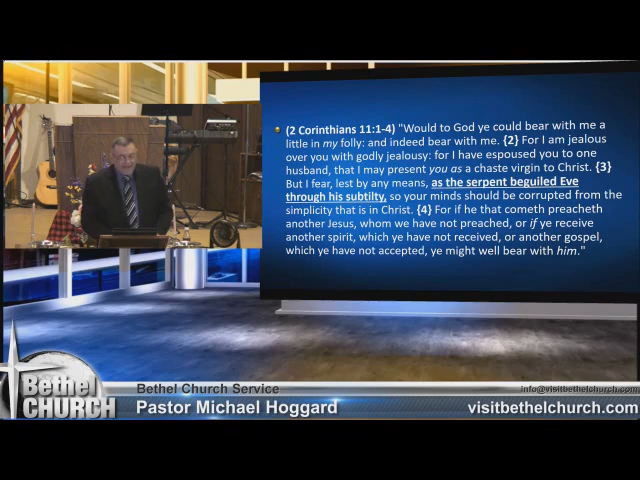 (2 Corinthians 11:1-4) "Would to God ye could bear with me a
little in my folly: and indeed bear with me. {2} For I am jealous
over you with godly jealousy: for I have espoused you to one
husband, that I may present you as a chaste virgin to Christ. {3}
But I fear, lest by any means, as the serpent beguiled Eve
through his subtilty, so your minds should be corrupted from the
simplicity that is in Christ. {4} For if he that cometh preacheth
another Jesus, whom we have not preached, or if ye receive
another spirit, which ye have not received, or another gospel,
which ye have not accepted, ye might well bear with him."
Bethel
CHURCH
Bethel Church Service
info@visitbethelchurch.com
Pastor Michael Hoggard
visitbethelchurch.com